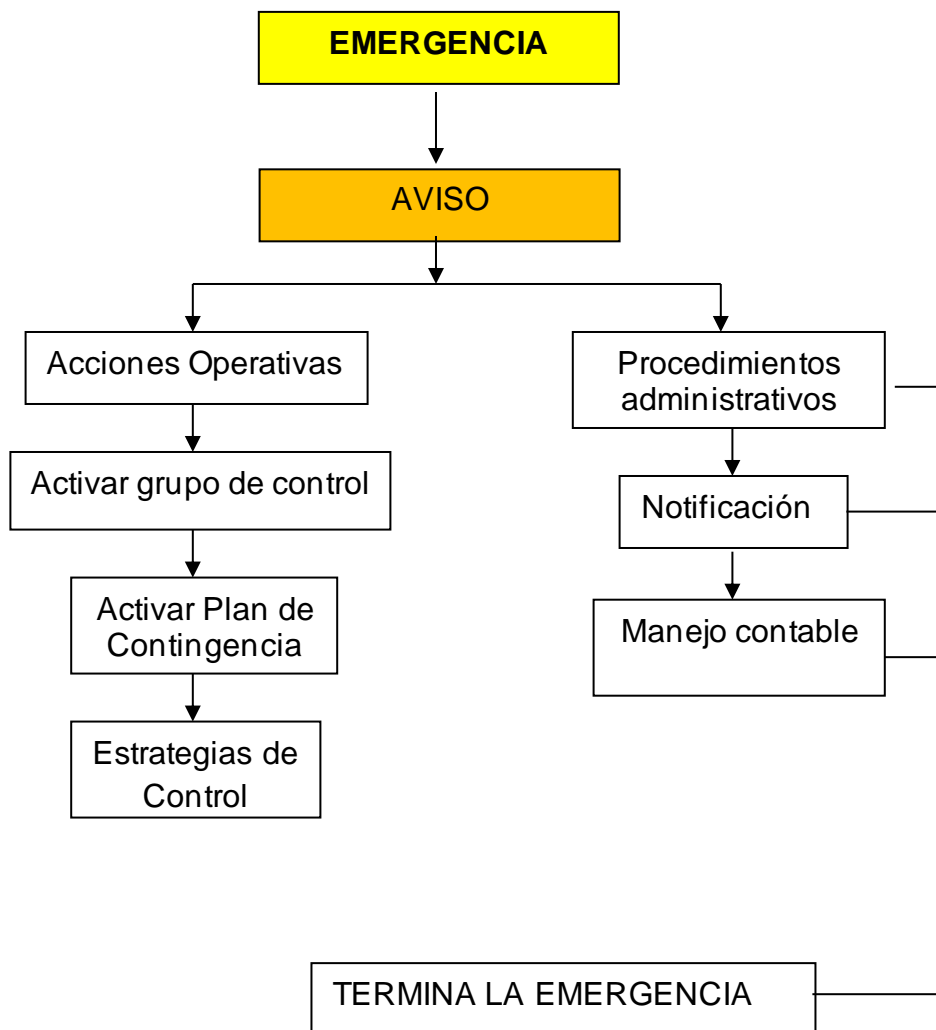 EMERGENCIA
AVISO
Acciones Operativas
Activar grupo de control
Activar Plan de
Contingencia
Estrategias de
Control
Procedimientos
administrativos
Notificación
Manejo contable
TERMINA LA EMERGENCIA